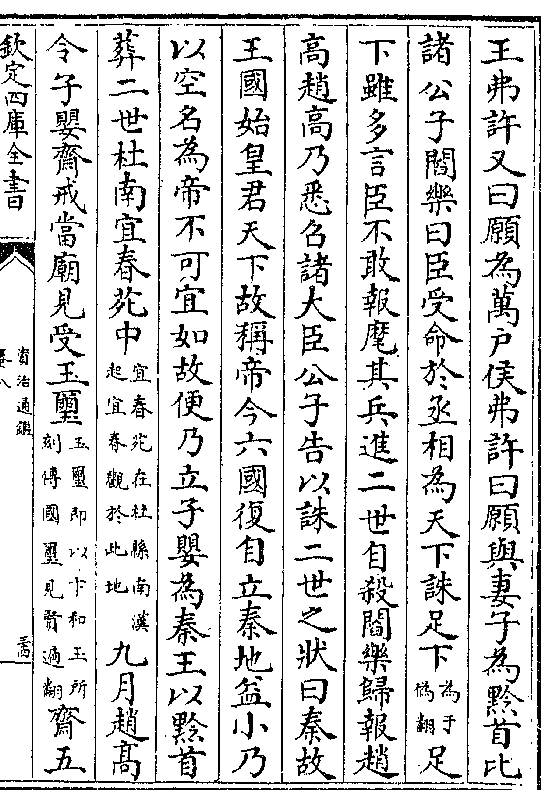 王弗許又曰願為萬户侯弗許曰願與妻子為黔首比
諸公子閻樂曰臣受命於丞相為天下誅足下為于偽翻足
下雖多言臣不敢報麾其兵進二世自殺閻樂歸報趙
高趙高乃悉召諸大臣公子告以誅二世之狀曰秦故
王國始皇君天下故稱帝今六國復自立秦地益小乃
以空名為帝不可宜如故便乃立子嬰為秦王以黔首
葬二世杜南宜春苑中宜春苑在杜縣南漢起宜春觀於此地九月趙高
令子嬰齋戒當廟見受玉璽玉璽即以卞和玉所刻傳國璽見賢遍翻齋五
欽定四庫全書
資治通鑑
卷八